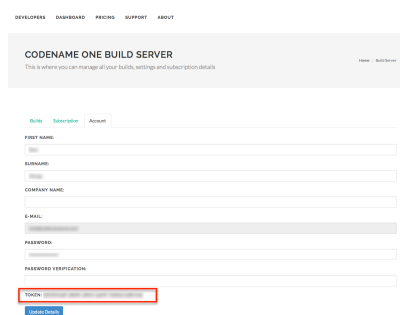 DEVELOPERS DASHBOARD PRICING SUPPORT ABOUT
CODENAME ONE BUILD SERVER
This is where you can manage all your builds, settings and subscription details
Home / Build Server
Builds Subscription Account
FIRST NAME:
SURNAME:
COMPANY NAME:
E-MAIL:
PASSWORD:
PASSWORD VERIFICATION:
TOKEN:
Update Details